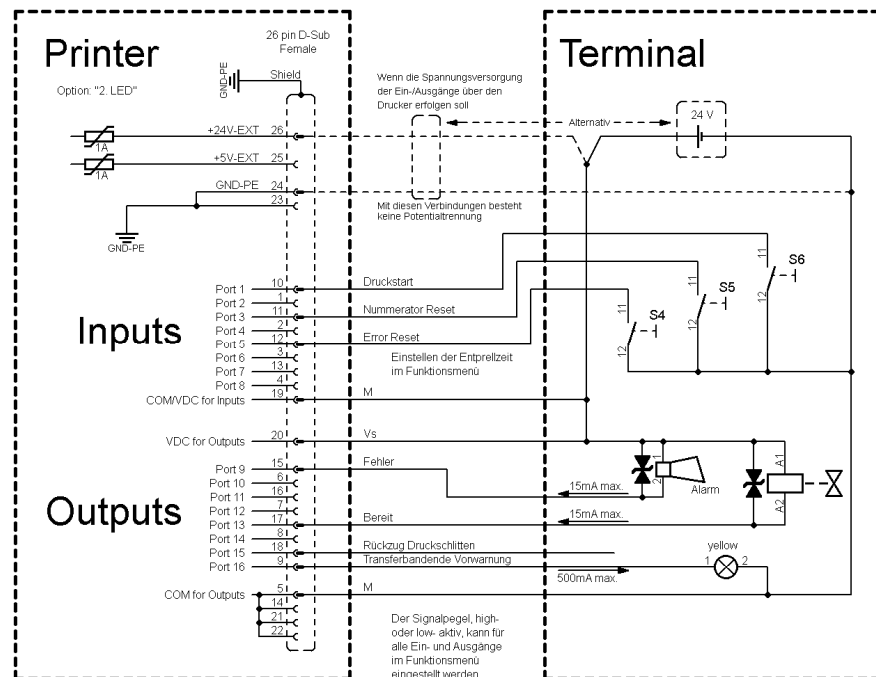 Printer
Option: "2. LED"
26 pin D-Sub
Female
Shield
GND-PE
Terminal
Wenn die Spannungsversorgung
der Ein-/Ausgänge über den
Drucker erfolgen soll
Alternativ
24 V
+24V-EXT 26
1A
+5V-EXT 25
1A
GND-PE 24
23
GND-PE
Mit diesen Verbindungen besteht
keine Potentialtrennung
Inputs
Port 1 10 Druckstart
Port 2 1
Port 3 11 Nummerator Reset
Port 4 2
Port 5 12 Error Reset
Port 6 3
Port 7 13
Port 8 4
COM/VDC for Inputs 19 M
Einstellen der Entprellzeit
im Funktionsmenü
11 S6 12
11 S5 12
11 S4 12
VDC for Outputs 20 Vs
Outputs
Port 9 15 Fehler
Port 10 6
Port 11 16
Port 12 7
Port 13 17 Bereit
Port 14 8
Port 15 18 Rückzug Druckschlitten
Port 16 9 Transferbandende Vorwarnung
COM for Outputs 5 M
14
21
22
15mA max.
1 2 Alarm
A1
A2
15mA max.
yellow
1 2
500mA max.
Der Signalpegel, high-
oder low- aktiv, kann für
alle Ein- und Ausgänge
im Funktionsmenü
eingestellt werden